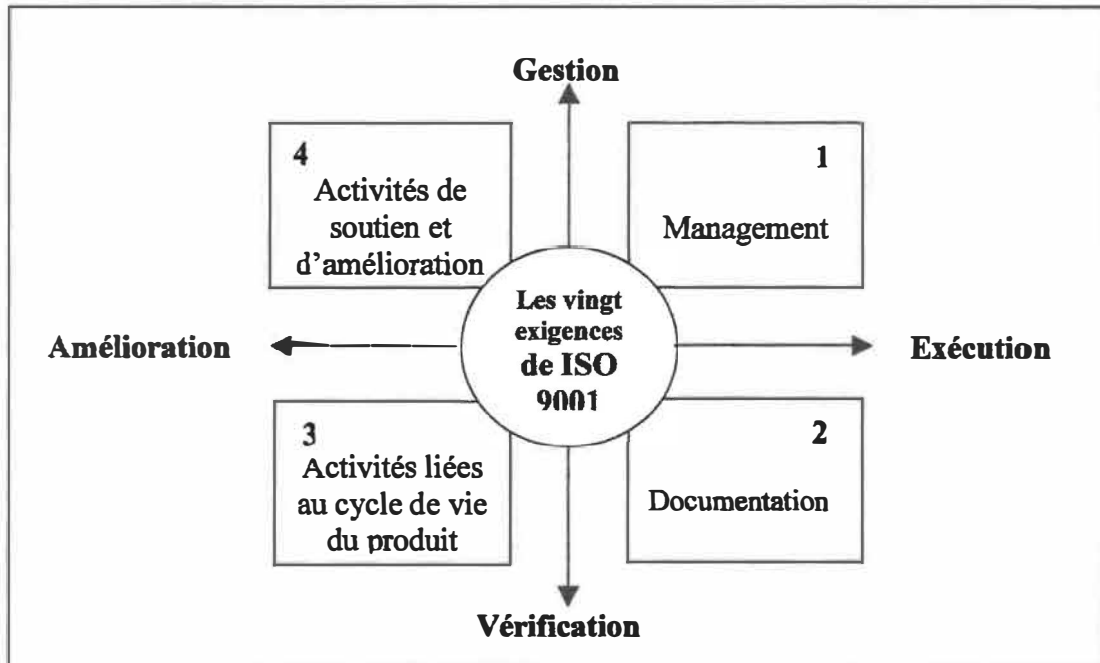 Gestion
4
Activités de
soutien et
d'amélioration
1
Management
Les vingt
exigences
de ISO
9001
Amélioration
Exécution
3
Activités liées
au cycle de vie
du produit
2
Documentation
Vérification